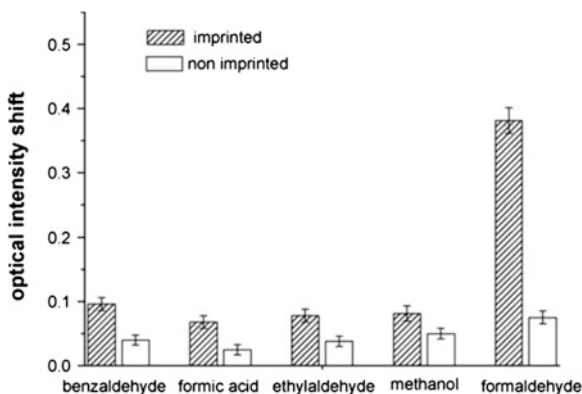 optical intensity shift
0.5
0.4
0.3
0.2
0.1
0.0
imprinted
non imprinted
benzaldehyde formic acid ethylaldehyde methanol formaldehyde